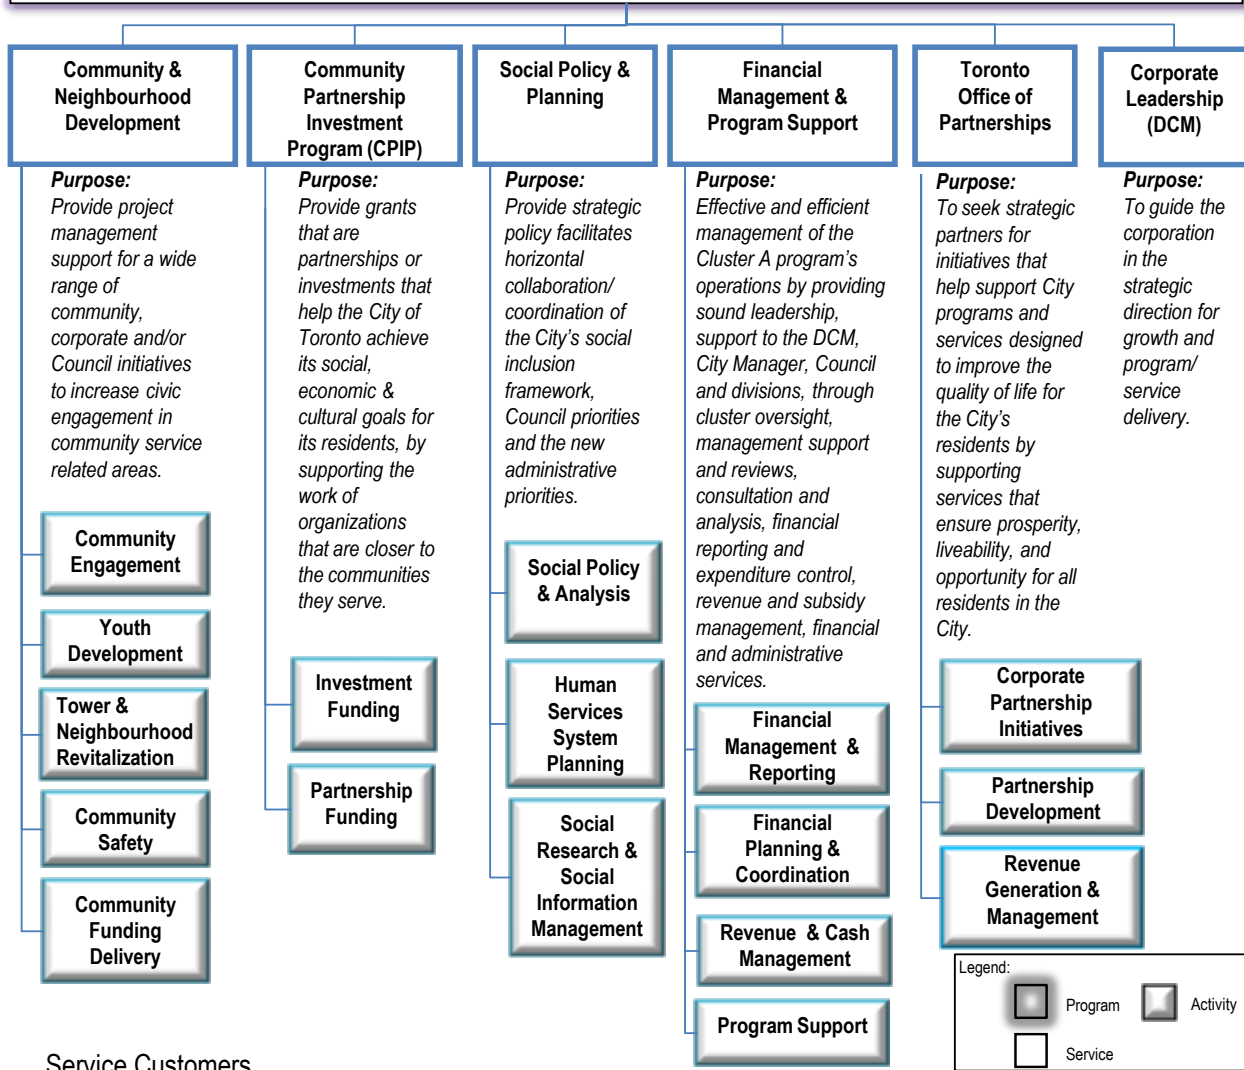 Community &
Neighbourhood
Development
Community
Partnership
Investment
Program (CPIP)
Social Policy &
Planning
Financial
Management &
Program Support
Toronto
Office of
Partnerships
Corporate
Leadership
(DCM)
Purpose:
Provide project
management
support for a wide
range of
community,
corporate and/or
Council initiatives
to increase civic
engagement in
community service
related areas.
Community
Engagement
Youth
Development
Tower &
Neighbourhood
Revitalization
Community
Safety
Community
Funding
Delivery
Purpose:
Provide grants
that are
partnerships or
investments that
help the City of
Toronto achieve
its social,
economic &
cultural goals for
its residents, by
supporting the
work of
organizations
that are closer to
the communities
they serve.
Investment
Funding
Partnership
Funding
Purpose:
Provide strategic
policy facilitates
horizontal
collaboration/
coordination of
the City's social
inclusion
framework,
Council priorities
and the new
administrative
priorities.
Social Policy
& Analysis
Human
Services
System
Planning
Social
Research &
Social
Information
Management
Purpose:
Effective and efficient
management of the
Cluster A program's
operations by providing
sound leadership,
support to the DCM,
City Manager, Council
and divisions, through
cluster oversight,
management support
and reviews,
consultation and
analysis, financial
reporting and
expenditure control,
revenue and subsidy
management, financial
and administrative
services.
Financial
Management &
Reporting
Financial
Planning &
Coordination
Revenue & Cash
Management
Program Support
Purpose:
To seek strategic
partners for
initiatives that
help support City
programs and
services designed
to improve the
quality of life for
the City's
residents by
supporting
services that
ensure prosperity,
liveability, and
opportunity for all
residents in the
City.
Corporate
Partnership
Initiatives
Partnership
Development
Revenue
Generation &
Management
Purpose:
To guide the
corporation
in the
strategic
direction for
growth and
program/
service
delivery.
Legend:
Program
Activity
Service
Service Customers